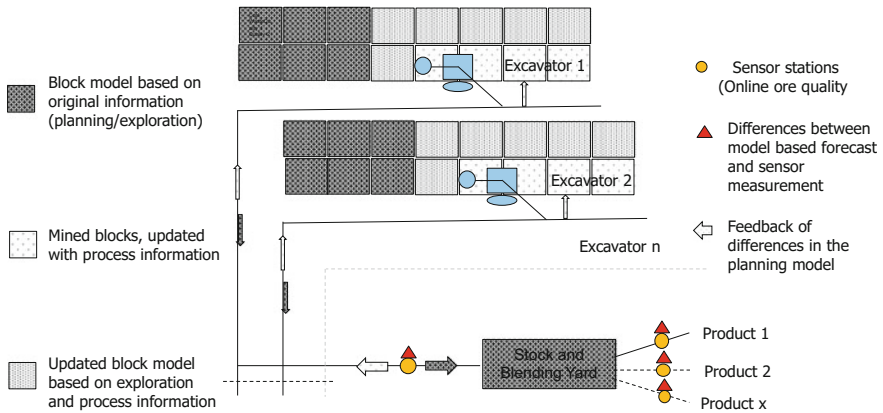 Block model based on
original information
(planning/exploration)
Mined blocks, updated
with process information
Updated block model
based on exploration
and process information
Excavator 1
Excavator 2
Excavator n
Stock and
Blending Yard
Product 1
Product 2
Product x
Sensor stations
(Online ore quality
Differences between
model based forecast
and sensor
measurement
Feedback of
differences in the
planning model